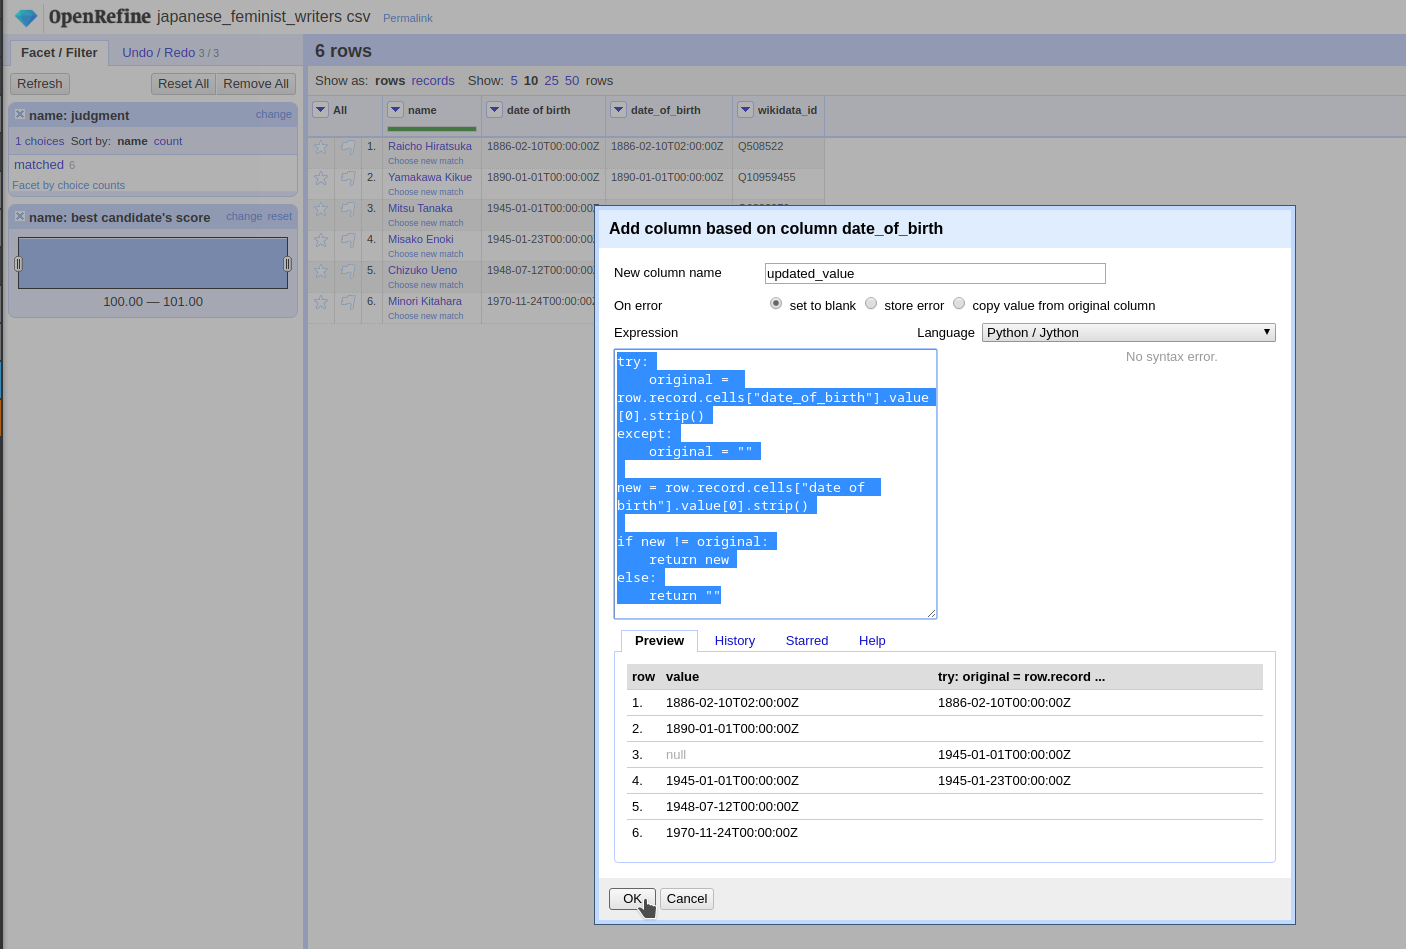 OpenRefine japanese_feminist_writers csv Permalink
Facet / Filter Undo / Redo 3 / 3
Refresh Reset All Remove All
name: judgment change
1 choices Sort by: name count
matched 6
Facet by choice counts
name: best candidate's score change reset
100.00 — 101.00
6 rows
Show as: rows records Show: 5 10 25 50 rows
All name date of birth date_of_birth wikidata_id
1. Raicho Hiratsuka 1886-02-10T00:00:00Z 1886-02-10T02:00:00Z Q508522
Choose new match
2. Yamakawa Kikue 1890-01-01T00:00:00Z 1890-01-01T00:00:00Z Q10959455
Choose new match
3. Mitsu Tanaka 1945-01-01T00:00:00
Choose new match
4. Misako Enoki 1945-01-23T00:00:00
Choose new match
5. Chizuko Ueno 1948-07-12T00:00:00
Choose new match
6. Minori Kitahara 1970-11-24T00:00:00Z
Choose new match
Add column based on column date_of_birth
New column name updated_value
On error set to blank store error copy value from original column
Expression Language Python / Jython
No syntax error.
try:
original =
row.record.cells["date_of_birth"].value
[0].strip()
except:
original = ""
new = row.record.cells["date of
birth"].value[0].strip()
if new != original:
return new
else:
return ""
Preview History Starred Help
row value try: original = row.record ...
1. 1886-02-10T02:00:00Z 1886-02-10T00:00:00Z
2. 1890-01-01T00:00:00Z
3. null 1945-01-01T00:00:00Z
4. 1945-01-01T00:00:00Z 1945-01-23T00:00:00Z
5. 1948-07-12T00:00:00Z
6. 1970-11-24T00:00:00Z
OK Cancel